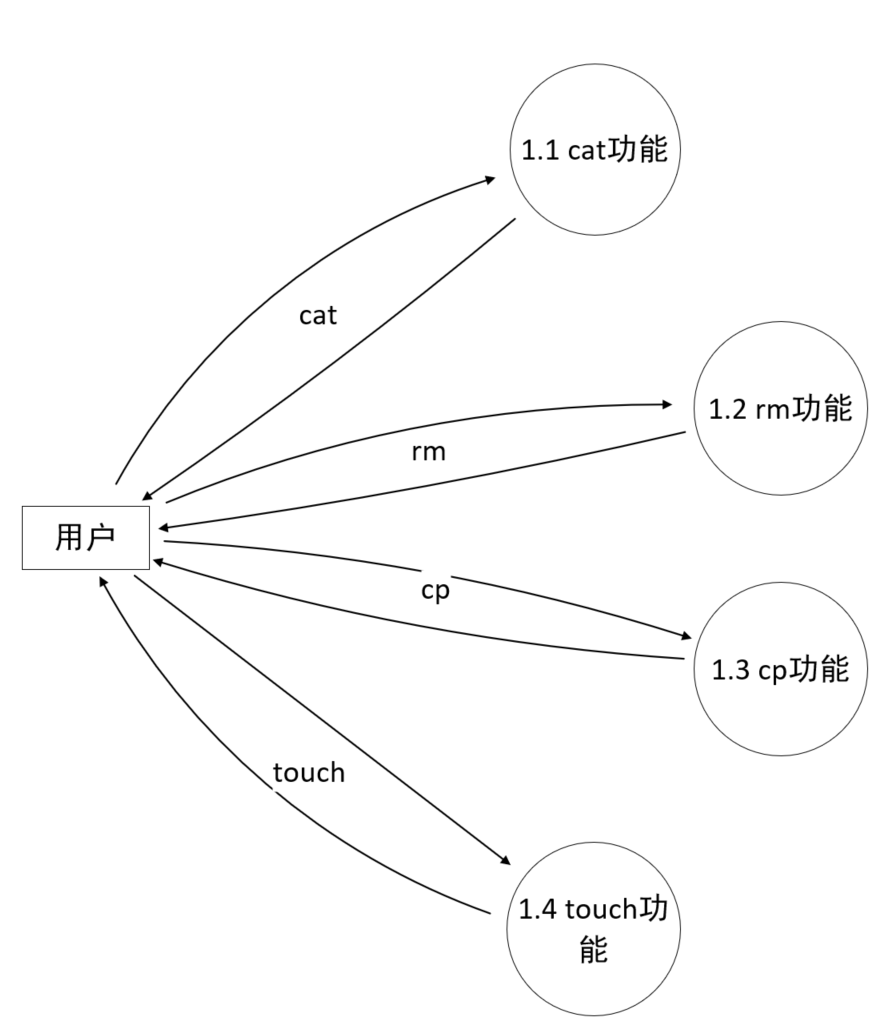 1.1 cat功能
cat
1.2 rm功能
rm
用户
cp
1.3 cp功能
touch
1.4 touch功
能